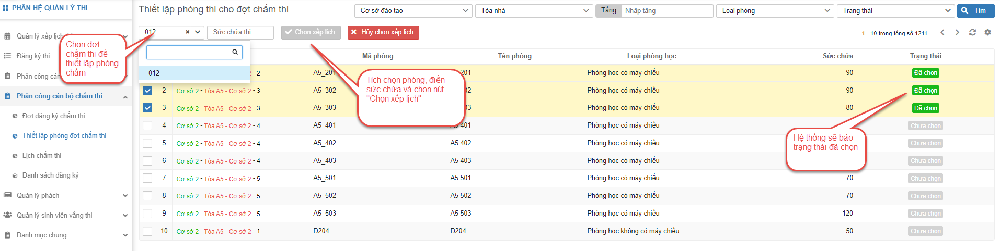 PHÂN HỆ QUẢN LÝ THI
Quản lý xếp lịch
Đăng ký thi
Phân công cán
Phân công cán bộ chấm thi
Đợt đăng ký chấm thi
Thiết lập phòng đợt chấm thi
Lịch chấm thi
Danh sách đăng ký
Quản lý phách
Quản lý sinh viên vắng thi
Danh mục chung
Thiết lập phòng thi cho đợt chấm thi
Cơ sở đào tạo
Tòa nhà
Tầng
Nhập tầng
Loại phòng
Trạng thái
Tìm
012
Sức chứa thi
Chọn xếp lịch
Hủy chọn xếp lịch
1 - 10 trong tổng số 1211
012
Chọn đợt
chấm thi để
thiết lập phòng
chấm
Tích chọn phòng, điền
sức chứa và chọn nút
"Chọn xếp lịch"
Hệ thống sẽ báo
trạng thái đã chọn
Mã phòng Tên phòng Loại phòng học Sức chứa Trạng thái
- 2 A5_201 201 Phòng học có máy chiếu 90 Đã chọn
2 Cơ sở 2 - Tòa A5 - Cơ sở 2 - 3 A5_302 02 Phòng học có máy chiếu 90 Đã chọn
3 Cơ sở 2 - Tòa A5 - Cơ sở 2 - 3 A5_303 03 Phòng học có máy chiếu 80 Đã chọn
4 Cơ sở 2 - Tòa A5 - Cơ sở 2 - 4 A5_401 A5 401 Phòng học có máy chiếu Chưa chọn
5 Cơ sở 2 - Tòa A5 - Cơ sở 2 - 4 A5_402 A5 402 Phòng học có máy chiếu Chưa chọn
6 Cơ sở 2 - Tòa A5 - Cơ sở 2 - 4 A5_403 A5 403 Phòng học có máy chiếu Chưa chọn
7 Cơ sở 2 - Tòa A5 - Cơ sở 2 - 5 A5_501 A5 501 Phòng học có máy chiếu 70 Chưa chọn
8 Cơ sở 2 - Tòa A5 - Cơ sở 2 - 5 A5_502 A5 502 Phòng học có máy chiếu 70 Chưa chọn
9 Cơ sở 2 - Tòa A5 - Cơ sở 2 - 5 A5_503 A5 503 Phòng học có máy chiếu 120 Chưa chọn
10 Cơ sở 2 - Tòa A5 - Cơ sở 2 - 1 D204 D204 Phòng học không có máy chiếu 50 Chưa chọn